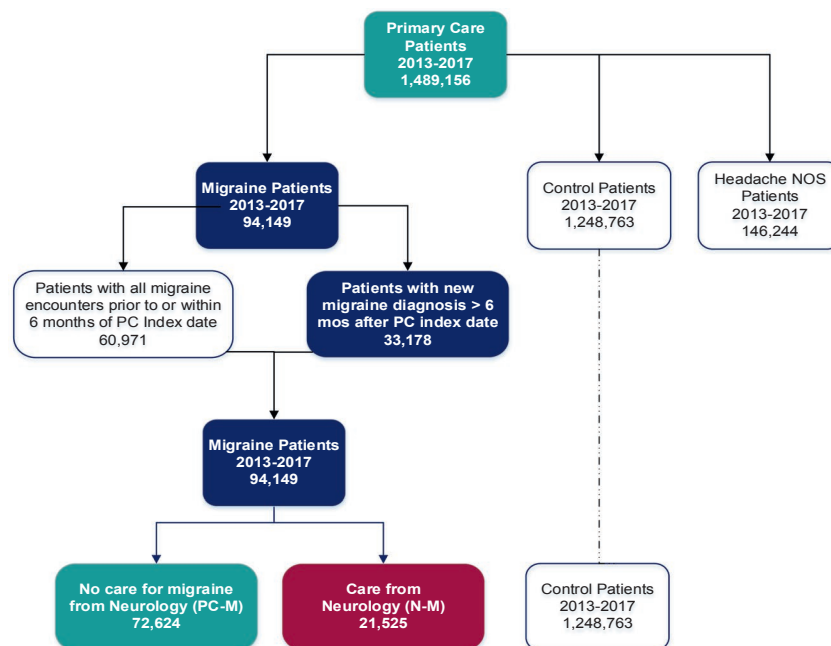 Primary Care
Patients
2013-2017
1,489,156
Migraine Patients
2013-2017
94,149
Control Patients
2013-2017
1,248,763
Headache NOS
Patients
2013-2017
146,244
Patients with all migraine
encounters prior to or within
6 months of PC Index date
60,971
Patients with new
migraine diagnosis > 6
mos after PC index date
33,178
Migraine Patients
2013-2017
94,149
No care for migraine
from Neurology (PC-M)
72,624
Care from
Neurology (N-M)
21,525
Control Patients
2013-2017
1,248,763